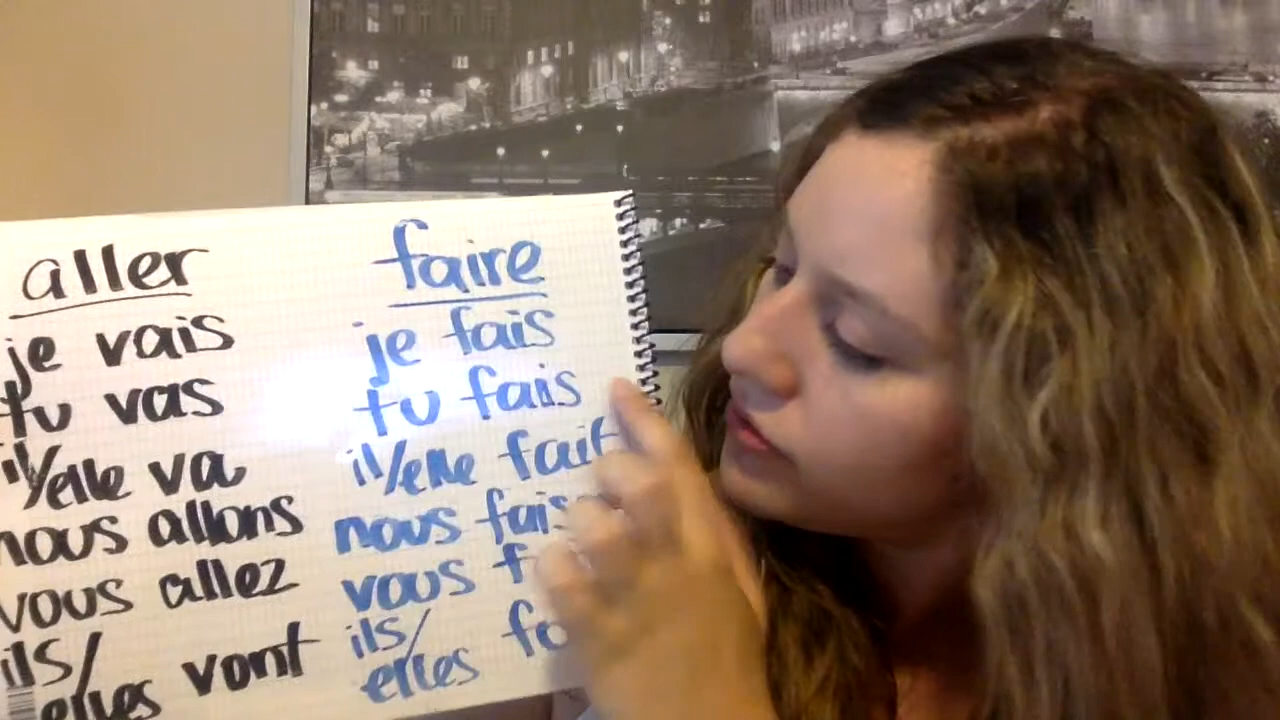 aller
je vais
tu vas
il/elle va
nous allons
vous allez
ils/
elles vont
faire
je fais
tu fais
il/elle fait
nous
vous
ils/
elles